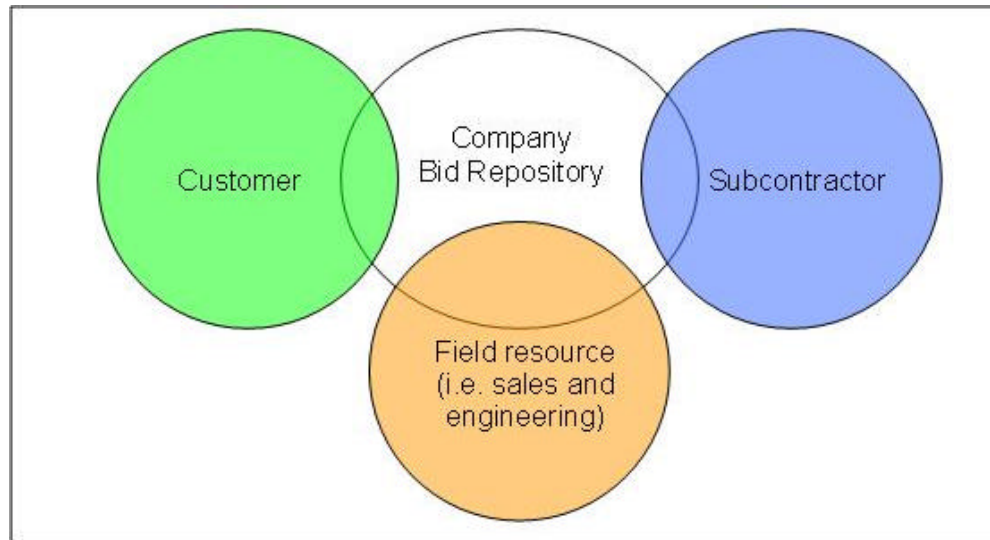 Company
Bid Repository
Customer
Subcontractor
Field resource
(i.e. sales and
engineering)